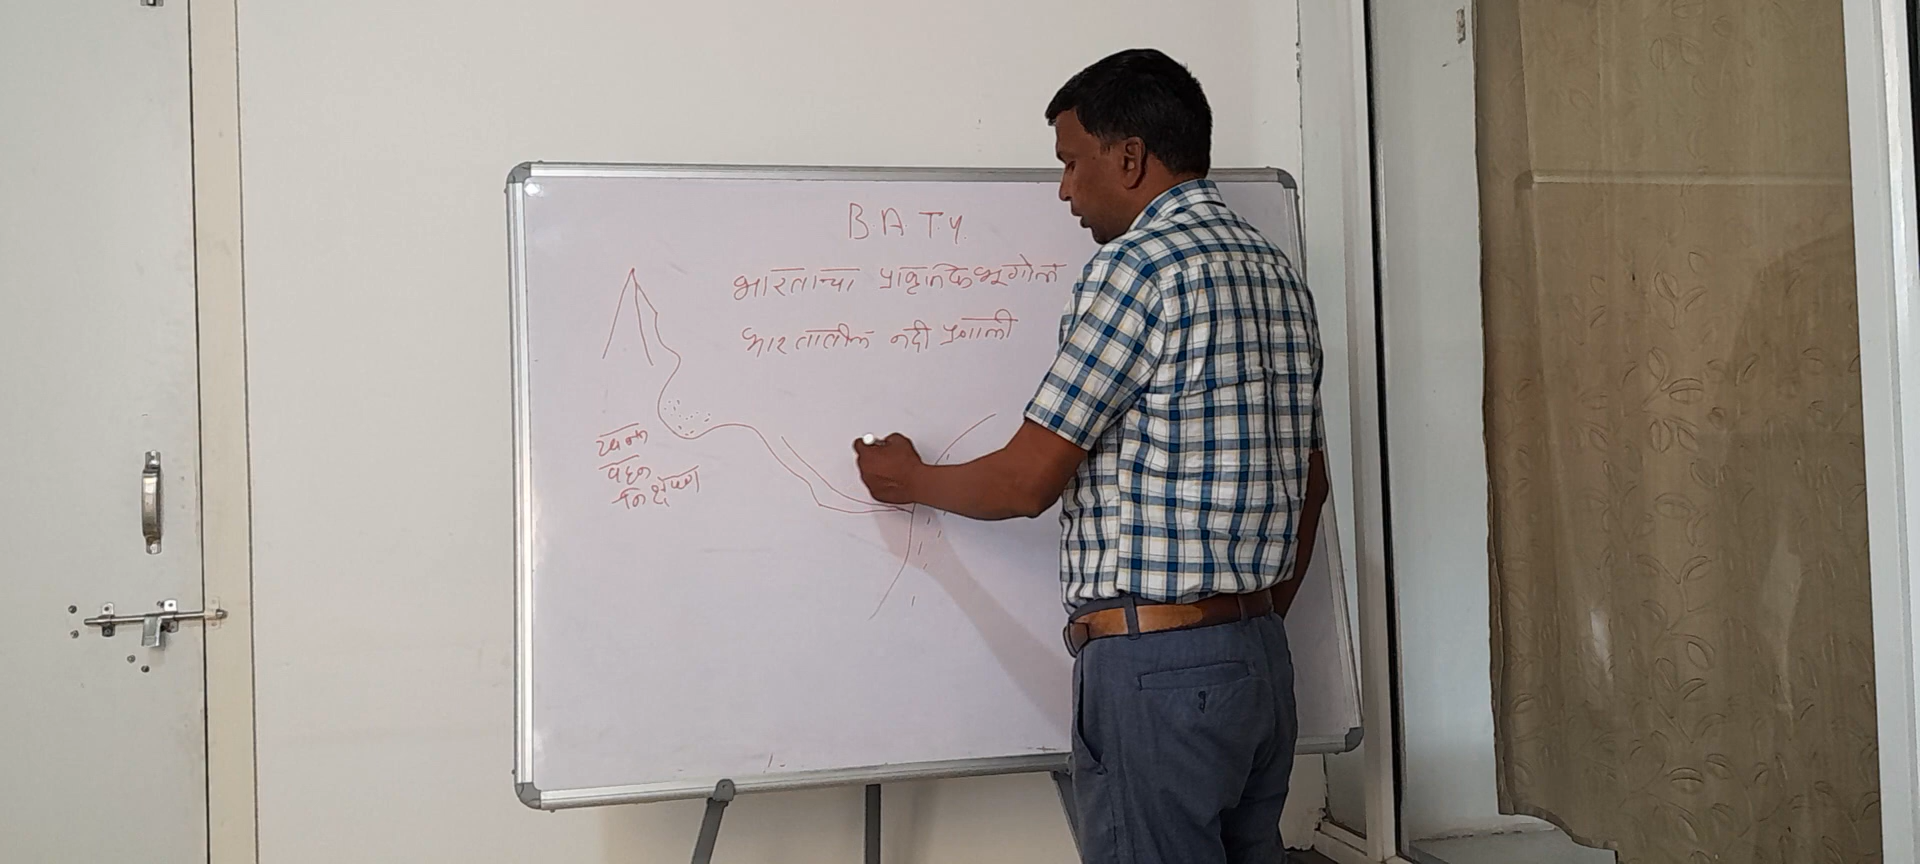 B.A.T.Y.
भारताचा प्राकृतिक भूगोल
भारतातील नदी प्रणाली
खनन
वहन
निक्षेपण